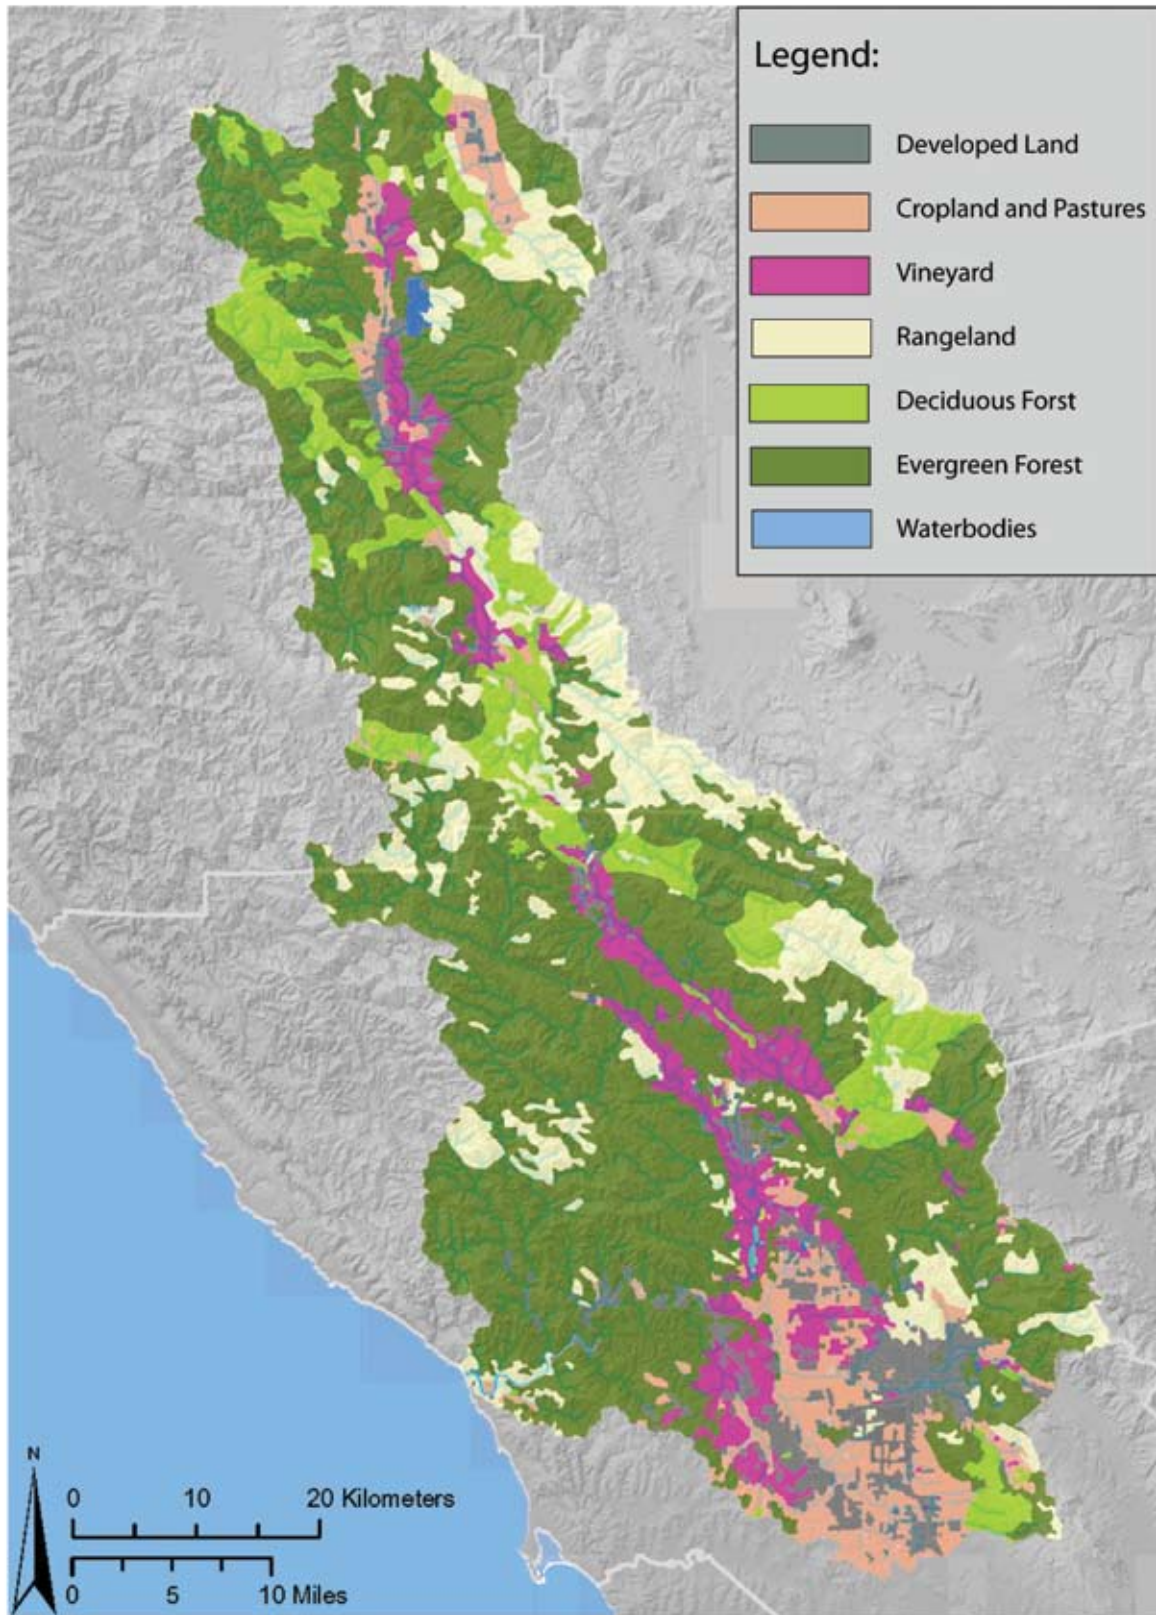 Legend:
Developed Land
Cropland and Pastures
Vineyard
Rangeland
Deciduous Forst
Evergreen Forest
Waterbodies
N
0 10 20 Kilometers
0 5 10 Miles